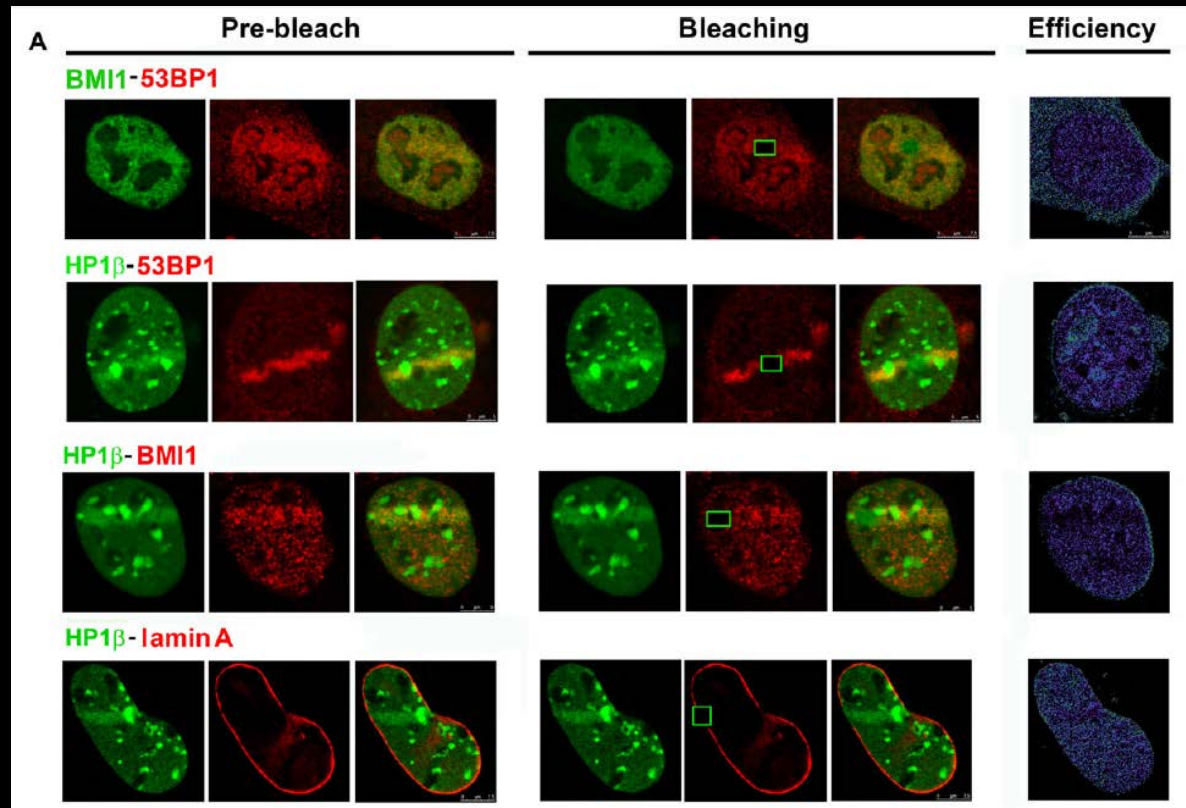 A
Pre-bleach Bleaching Efficiency
BMI1-53BP1
HP1β-53BP1
HP1β-BMI1
HP1β-lamin A